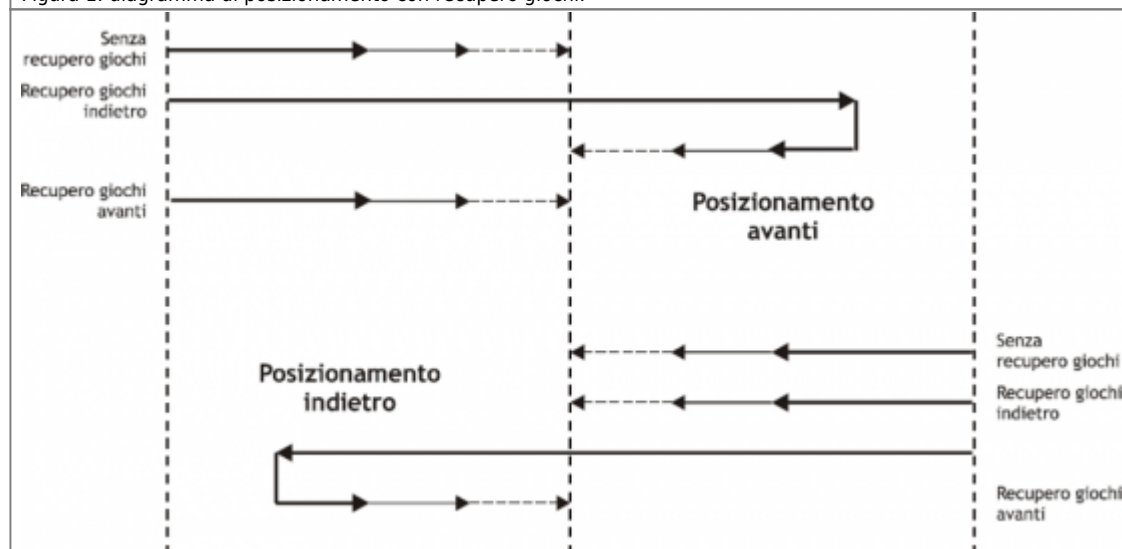 Senza
recupero giochi
Recupero giochi
indietro
Recupero giochi
avanti
Posizionamento
avanti
Posizionamento
indietro
Senza
recupero giochi
Recupero giochi
indietro
Recupero giochi
avanti